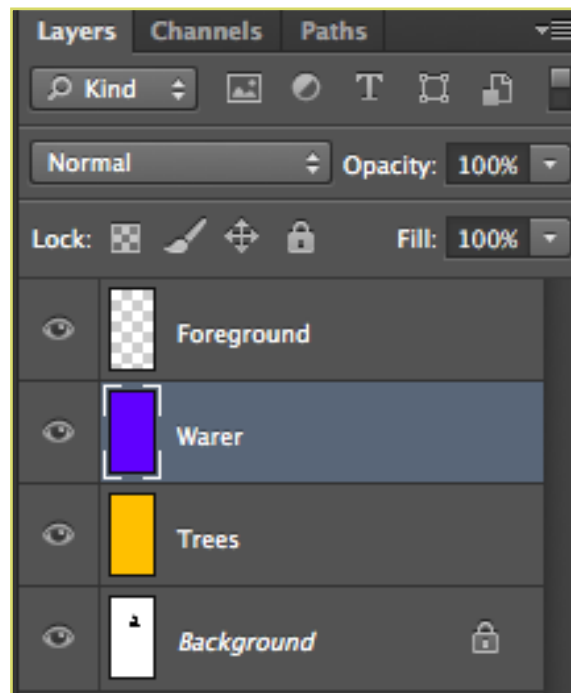 Layers Channels Paths
Kind T
Normal Opacity: 100%
Lock: Fill: 100%
Foreground
Warer
Trees
Background